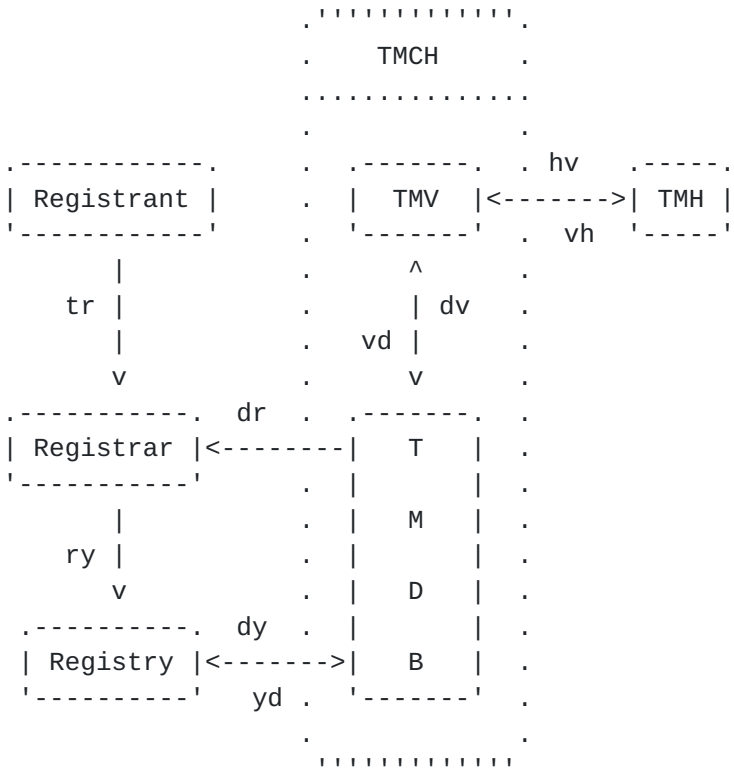 TMCH
hv
Registrant TMV TMH
vh
tr dv
vd
dr
Registrar T
M
ry
D
dy
Registry B
yd